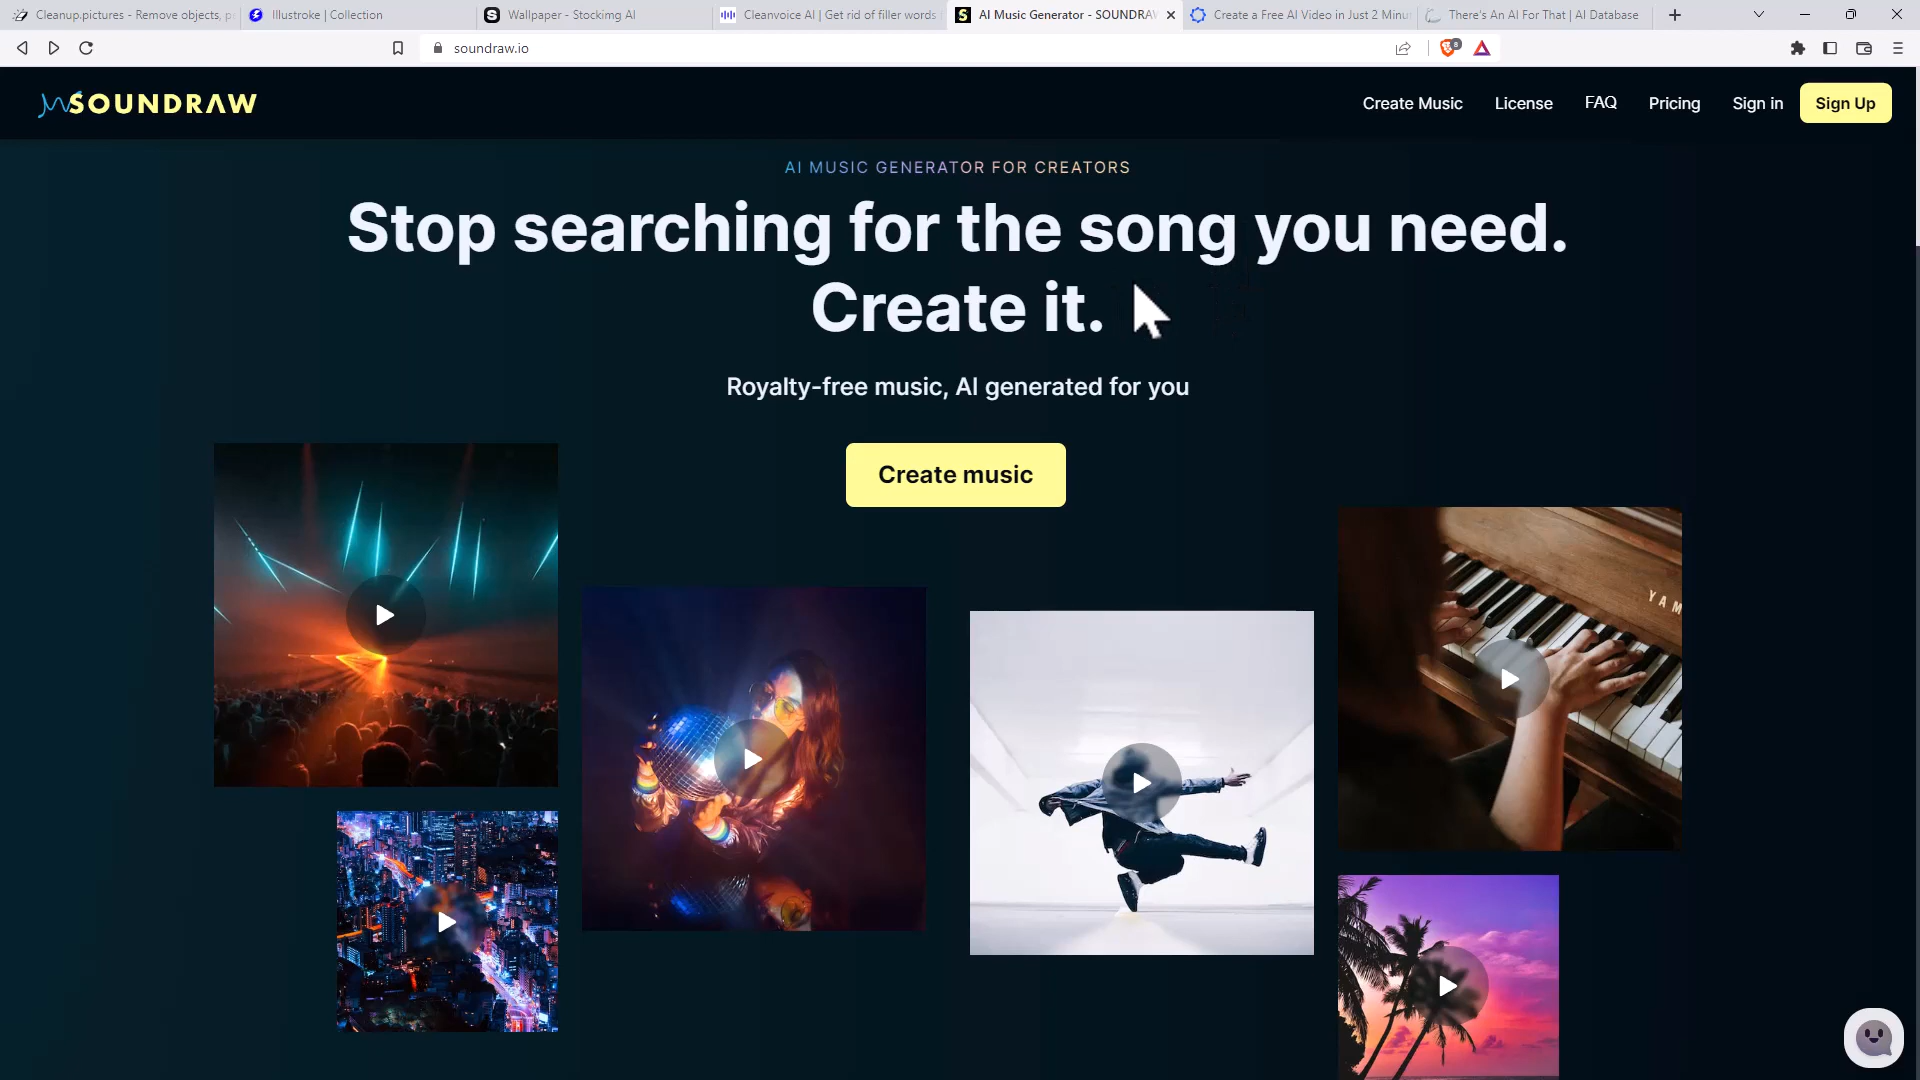 Cleanup.pictures - Remove objects, p
Illustroke | Collection
Wallpaper - Stockimg AI
Cleanvoice AI | Get rid of filler words
AI Music Generator - SOUNDRAW
Create a Free AI Video in Just 2 Minu
There's An AI For That | AI Database
soundraw.io
8
SOUNDRAW
Create Music
License
FAQ
Pricing
Sign in
Sign Up
AI MUSIC GENERATOR FOR CREATORS
Stop searching for the song you need.
Create it.
Royalty-free music, AI generated for you
Create music
YAM